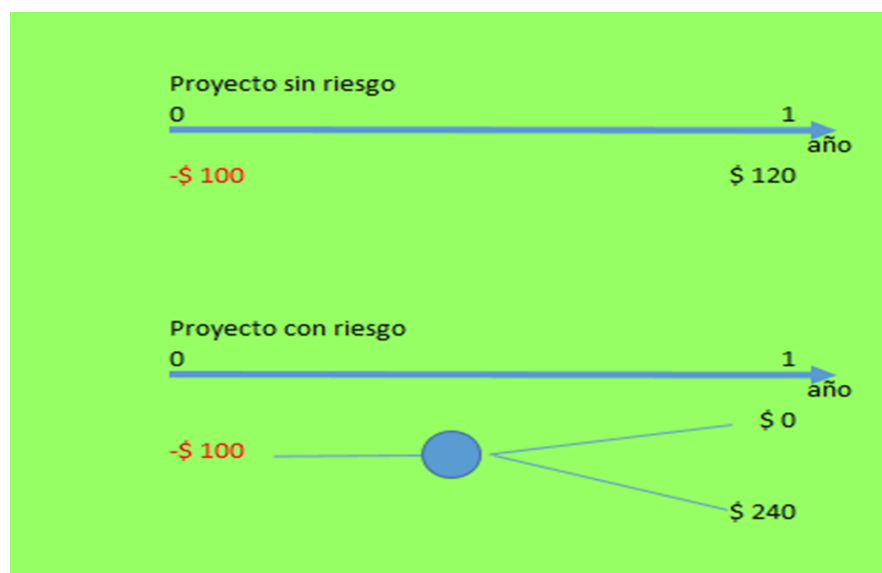 Proyecto sin riesgo
0 1
año
-$ 100 $ 120
Proyecto con riesgo
0 1
año
$ 0
-$ 100
$ 240